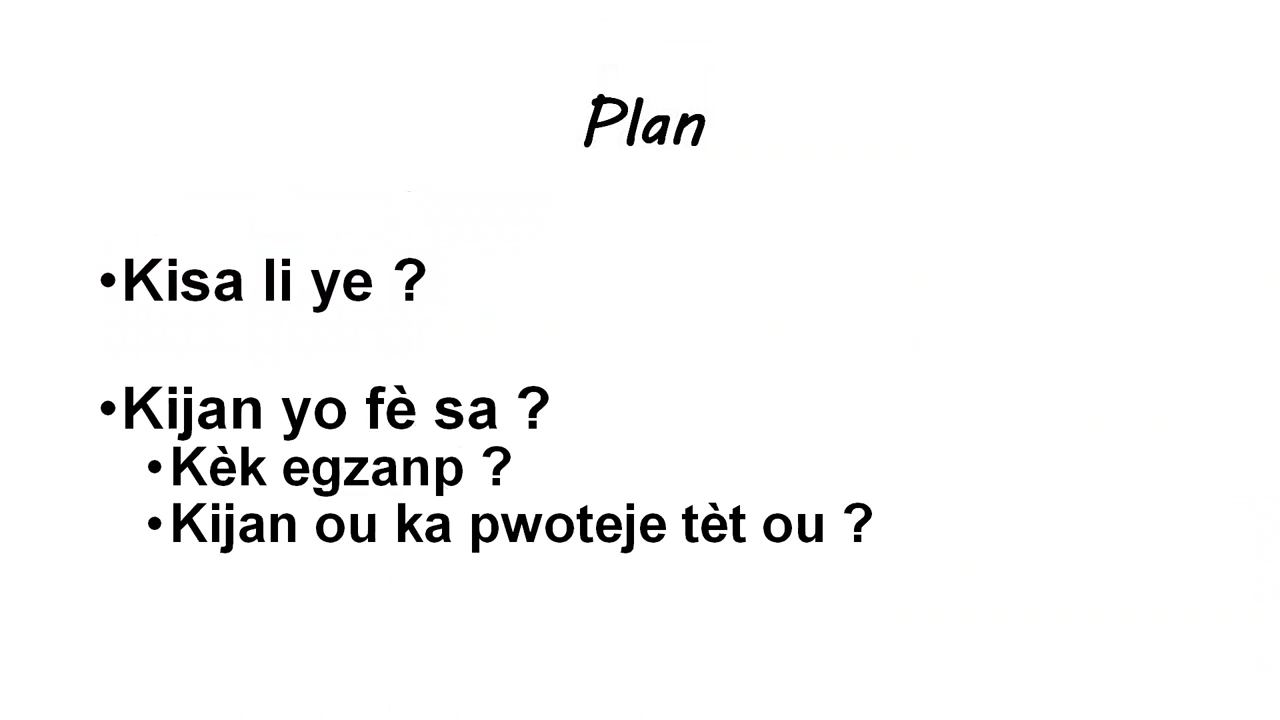 Plan
•Kisa li ye ?
•Kijan yo fè sa ?
•Kèk egzanp ?
•Kijan ou ka pwoteje tèt ou ?